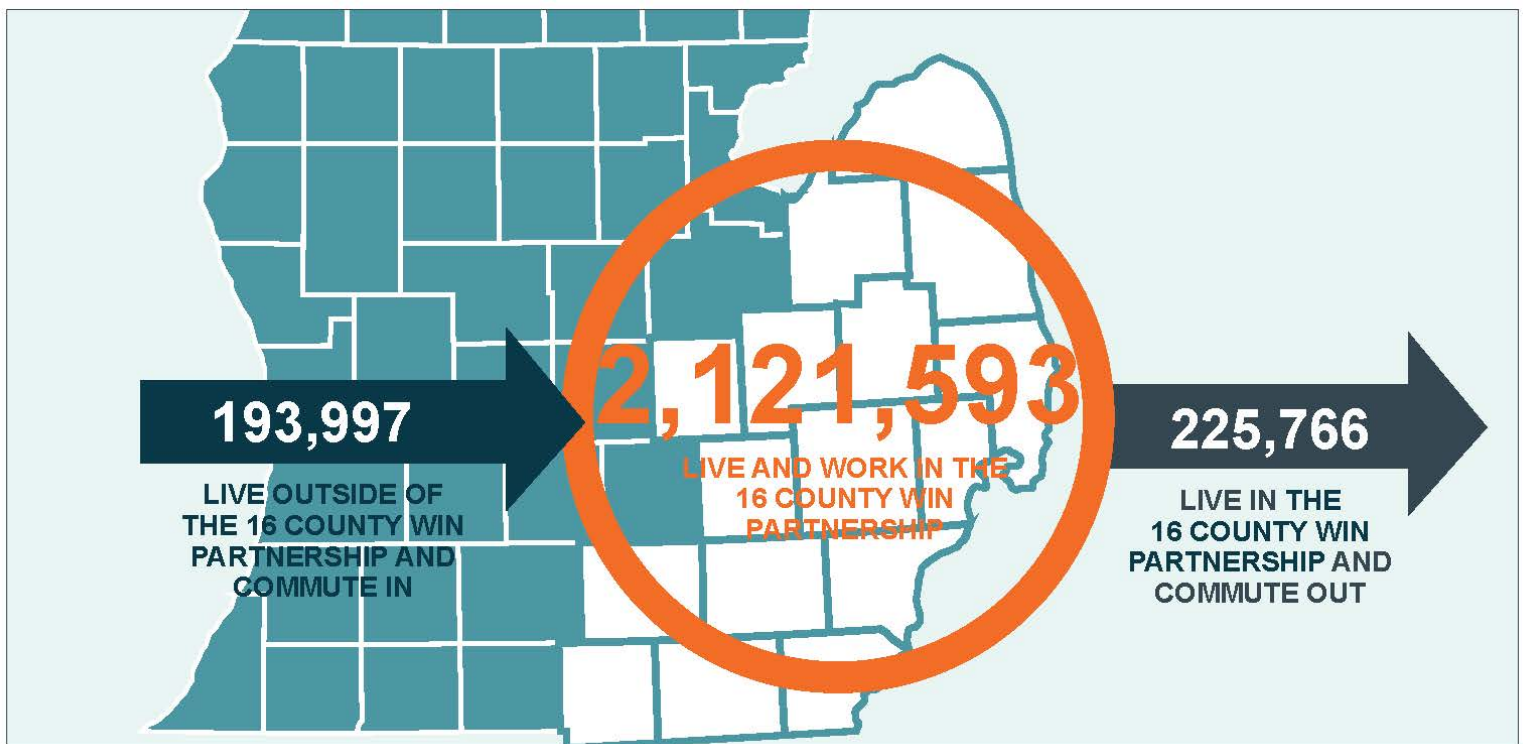 193,997
LIVE OUTSIDE OF
THE 16 COUNTY WIN
PARTNERSHIP AND
COMMUTE IN
2,121,593
LIVE AND WORK IN THE
16 COUNTY WIN
PARTNERSHIP
225,766
LIVE IN THE
16 COUNTY WIN
PARTNERSHIP AND
COMMUTE OUT